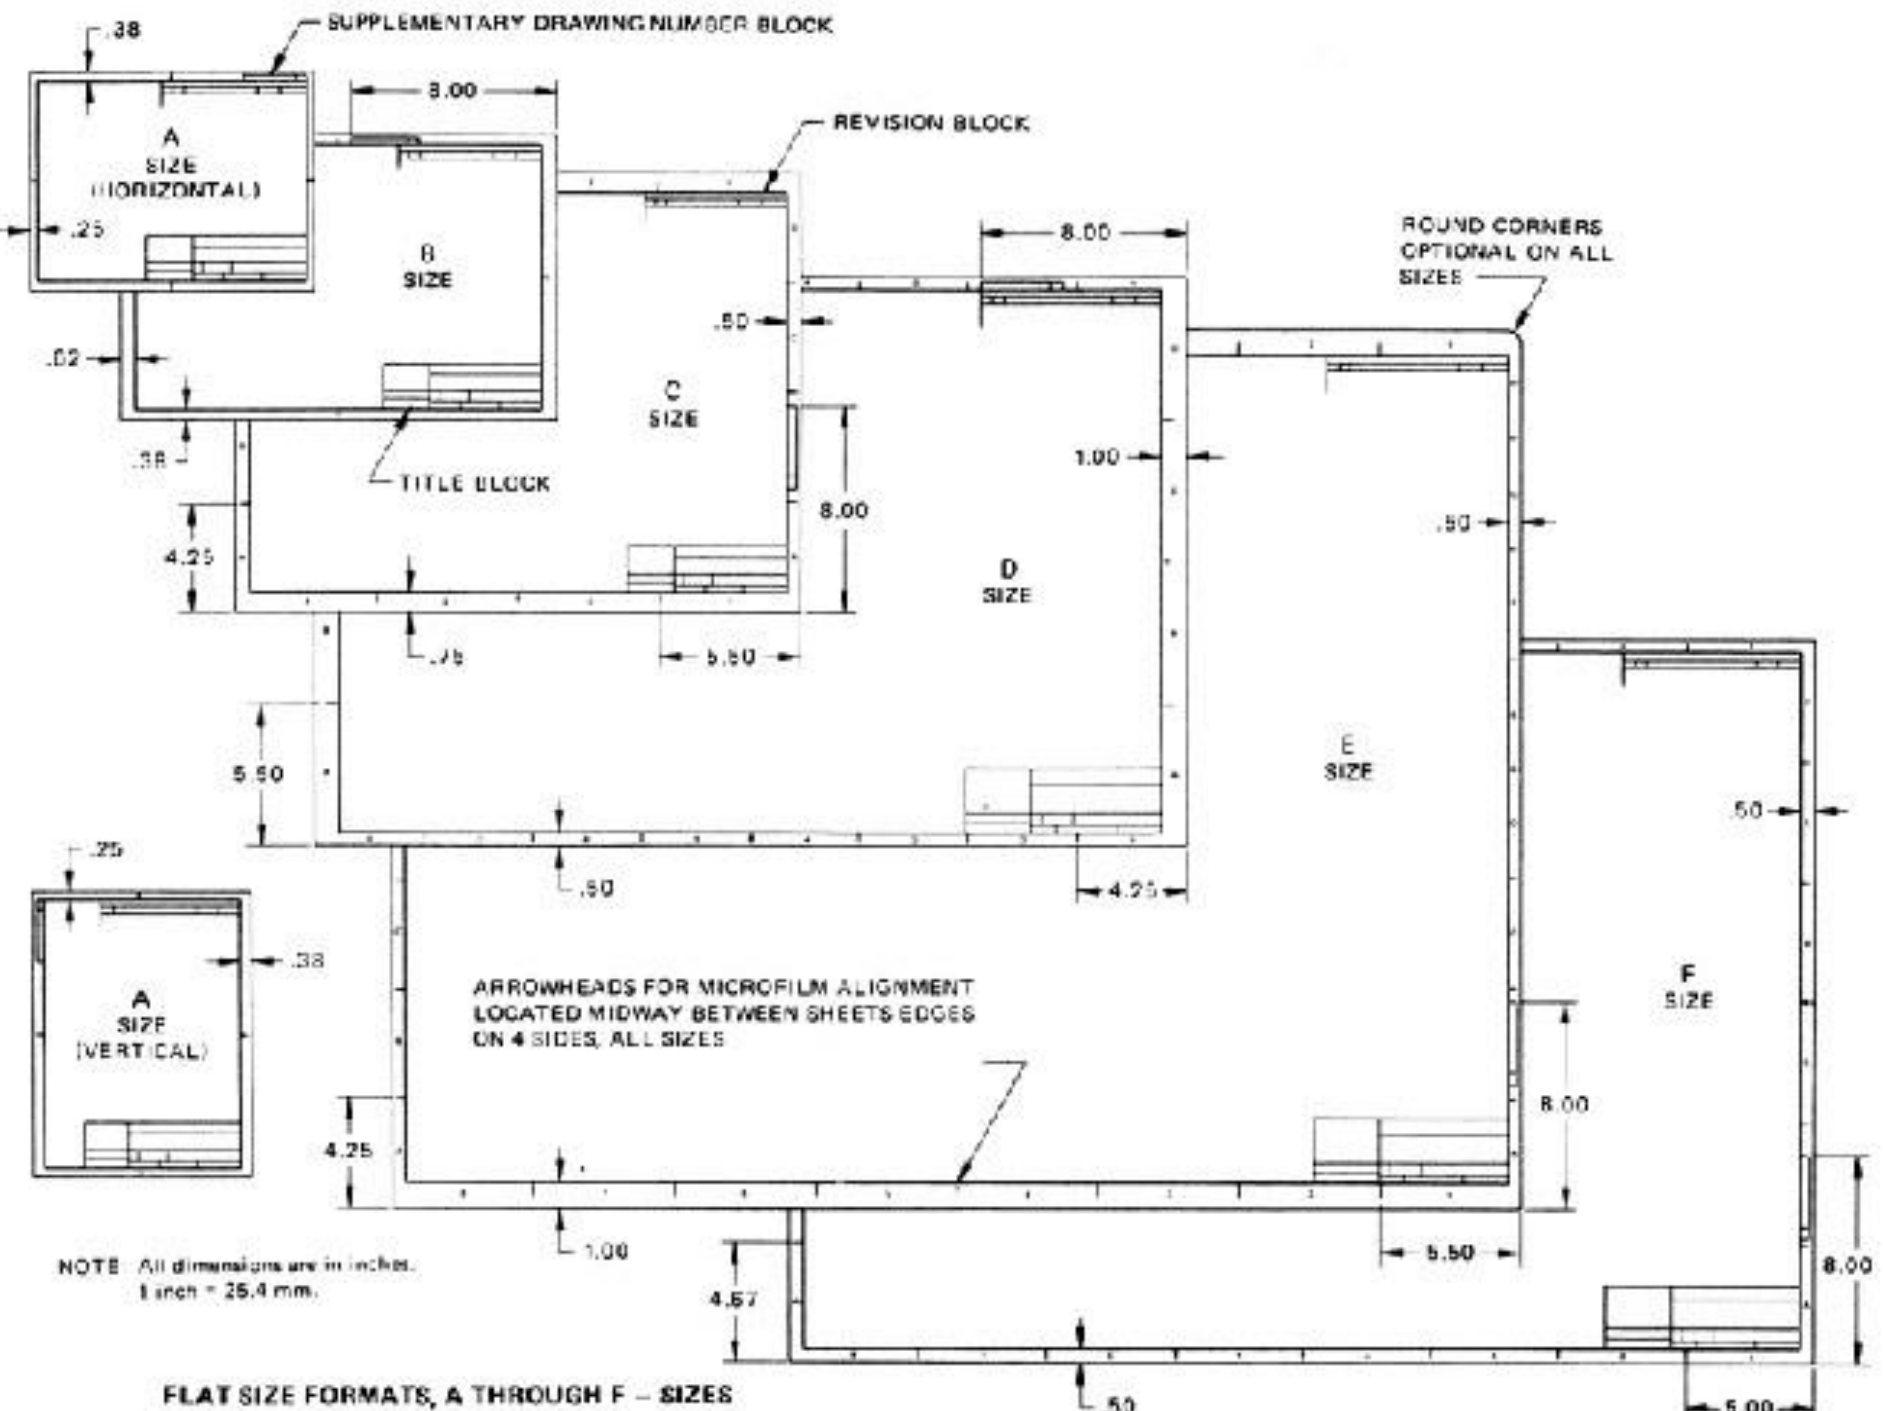 .38
SUPPLEMENTARY DRAWING NUMBER BLOCK
8.00
REVISION BLOCK
A
SIZE
(HORIZONTAL)
.25
B
SIZE
8.00
ROUND CORNERS
OPTIONAL ON ALL
SIZES
.50
.62
C
SIZE
.38
TITLE BLOCK
1.00
8.00
.50
4.25
D
SIZE
.75
5.50
5.50
E
SIZE
.50
.25
.50
4.25
.38
A
SIZE
(VERTICAL)
ARROWHEADS FOR MICROFILM ALIGNMENT
LOCATED MIDWAY BETWEEN SHEETS EDGES
ON 4 SIDES, ALL SIZES
F
SIZE
8.00
4.25
1.00
5.50
NOTE All dimensions are in inches.
1 inch = 25.4 mm.
4.67
8.00
FLAT SIZE FORMATS, A THROUGH F – SIZES
.50
5.00